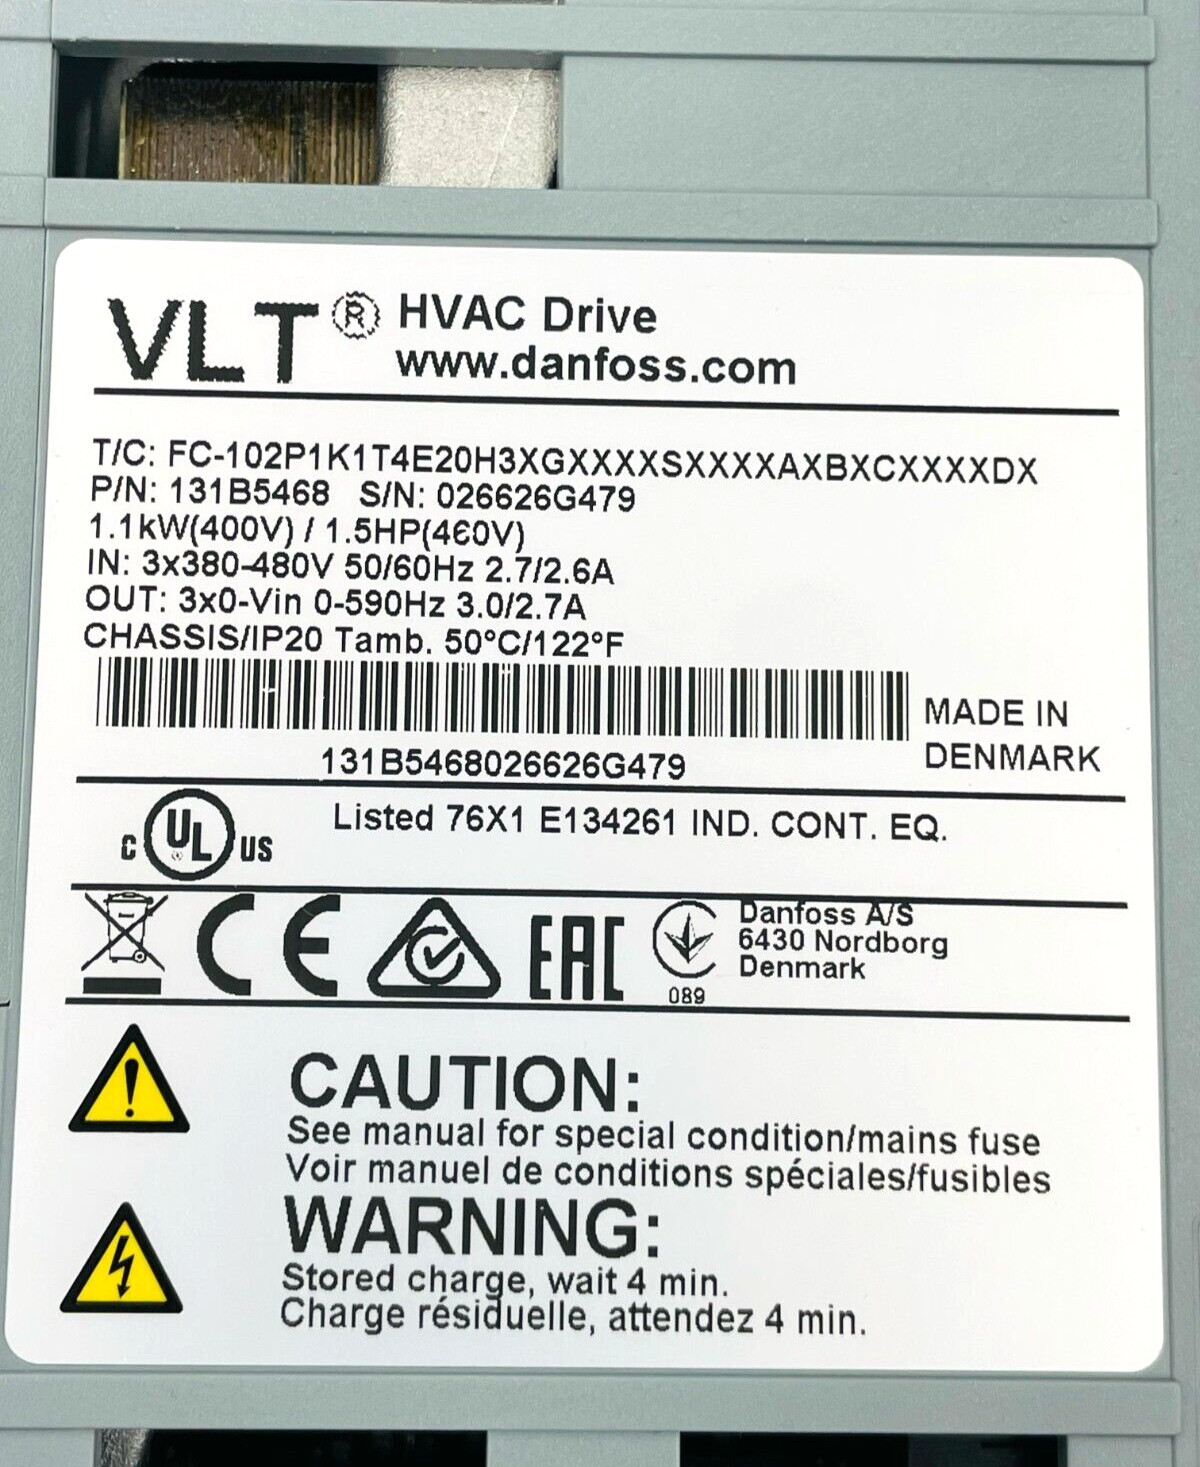 VLT® HVAC Drive
www.danfoss.com
T/C: FC-102P1K1T4E20H3XGXXXXSXXXXAXBXCXXXXDX
P/N: 131B5468 S/N: 026626G479
1.1kW(400V) / 1.5HP(460V)
IN: 3x380-480V 50/60Hz 2.7/2.6A
OUT: 3x0-Vin 0-590Hz 3.0/2.7A
CHASSIS/IP20 Tamb. 50°C/122°F
MADE IN
DENMARK
131B5468026626G479
C UL® US Listed 76X1 E134261 IND. CONT. EQ.
CE EAC
089
Danfoss A/S
6430 Nordborg
Denmark
CAUTION:
See manual for special condition/mains fuse
Voir manuel de conditions spéciales/fusibles
WARNING:
Stored charge, wait 4 min.
Charge résiduelle, attendez 4 min.